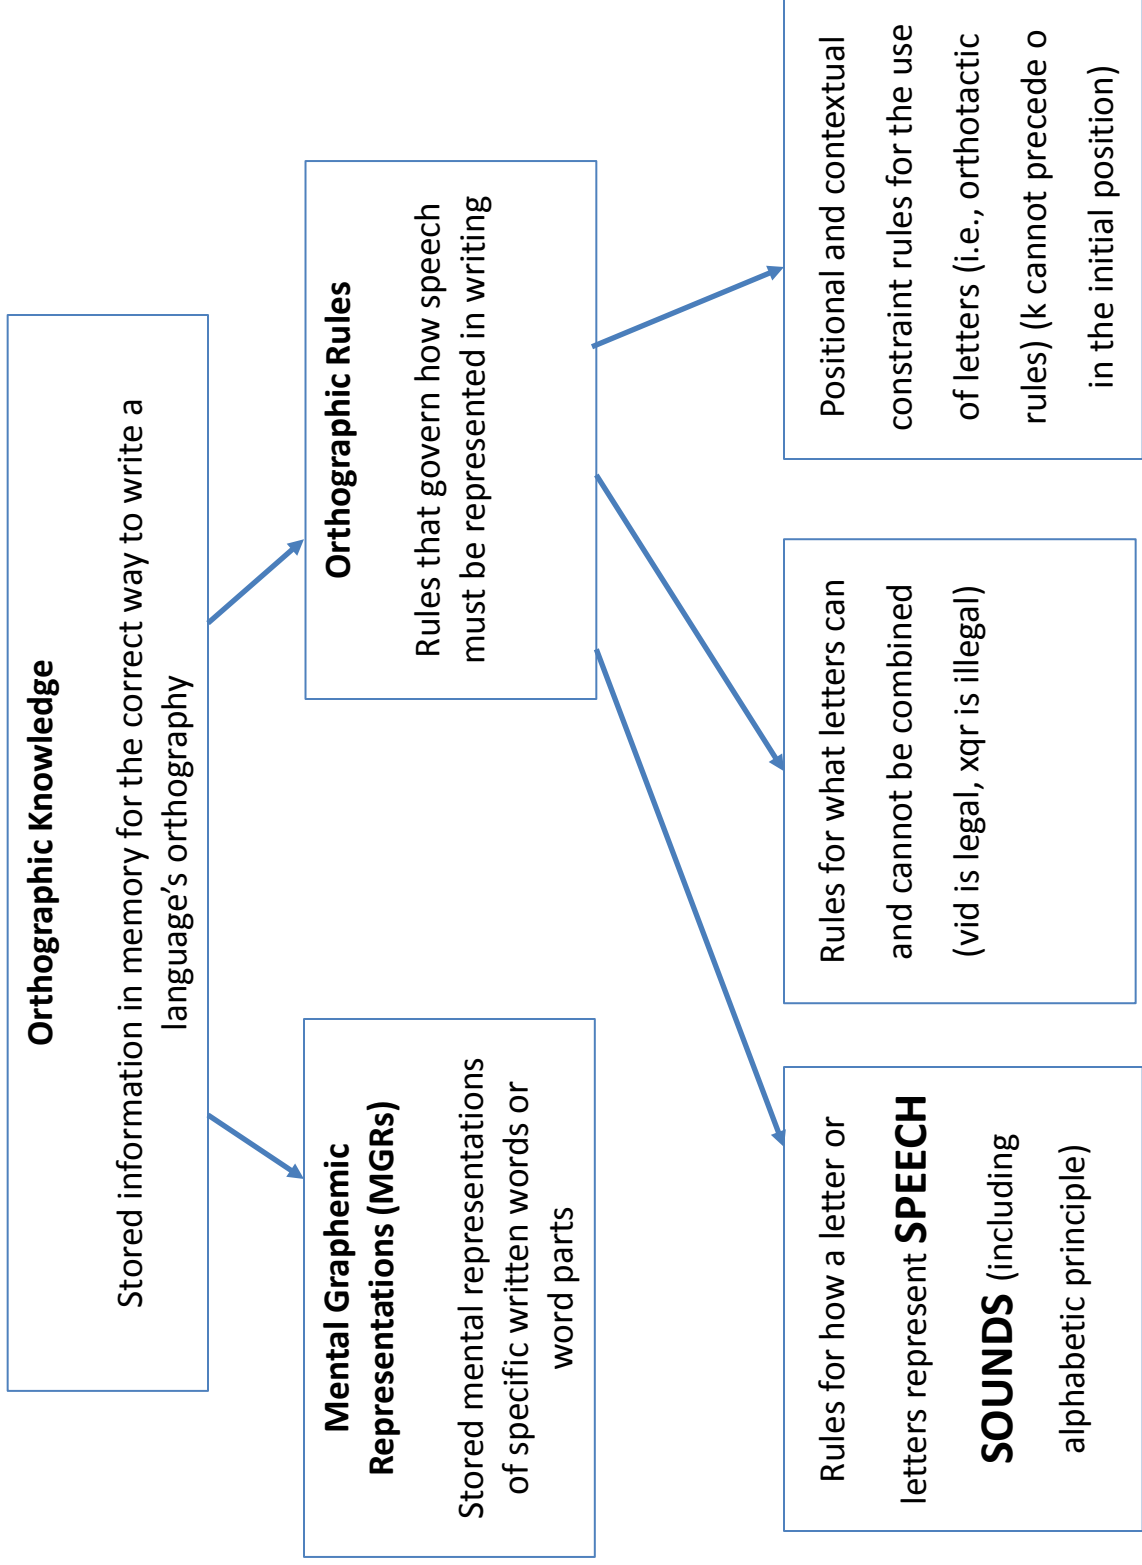 Orthographic Knowledge
Stored information in memory for the correct way to write a
language’s orthography
Mental Graphemic
Representations (MGRs)
Stored mental representations
of specific written words or
word parts
Orthographic Rules
Rules that govern how speech
must be represented in writing
Rules for how a letter or
letters represent SPEECH
SOUNDS (including
alphabetic principle)
Rules for what letters can
and cannot be combined
(vid is legal, xqr is illegal)
Positional and contextual
constraint rules for the use
of letters (i.e., orthotactic
rules) (k cannot precede o
in the initial position)